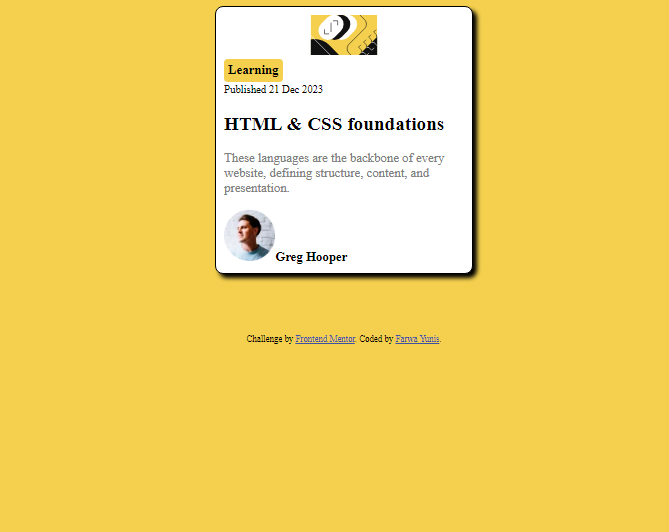 Learning
Published 21 Dec 2023
HTML & CSS foundations
These languages are the backbone of every
website, defining structure, content, and
presentation.
Greg Hooper
Challenge by Frontend Mentor. Coded by Farwa Yunis.